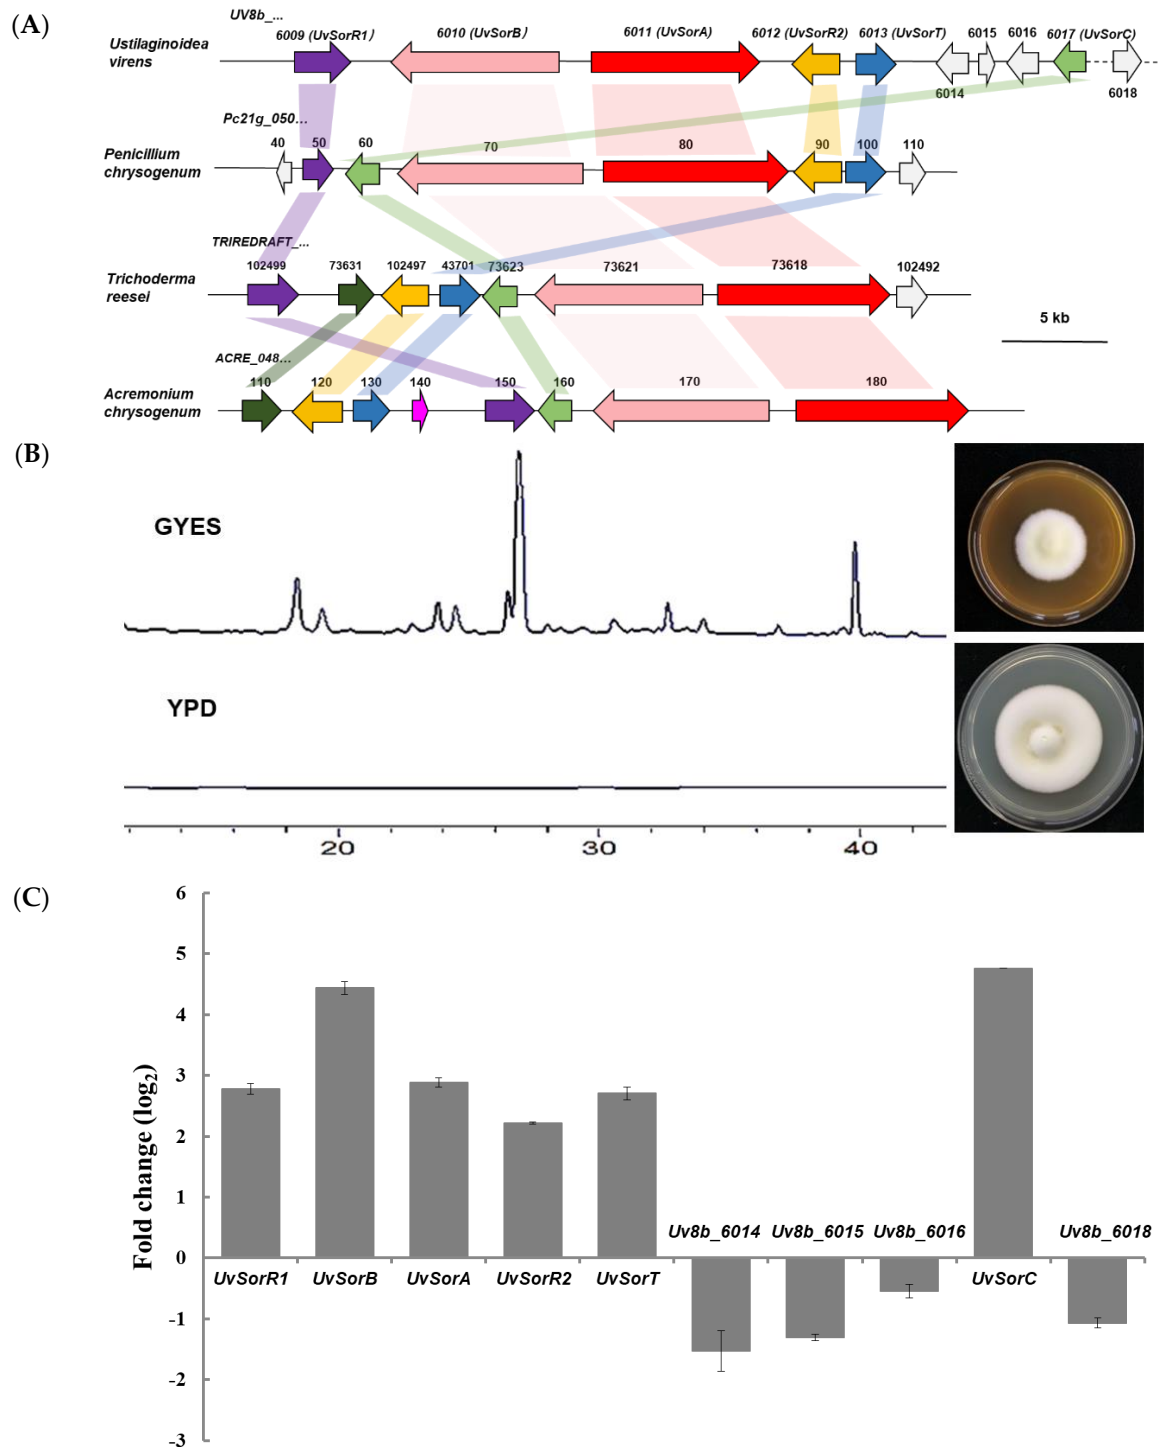 (A)
UV8b_...
6009 (UvSorR1)
6010 (UvSorB)
6011 (UvSorA)
6012 (UvSorR2)
6013 (UvSorT)
6015
6016
6017 (UvSorC)
Ustilaginoidea
virens
6014
6018
Pc21g_050...
40
50
60
70
80
90
100
110
Penicillium
chrysogenum
TRIREDRAFT_...
102499
73631
102497
43701
73623
73621
73618
102492
Trichoderma
reesei
5 kb
ACRE_048...
110
120
130
140
150
160
170
180
Acremonium
chrysogenum
(B)
GYES
YPD
20
30
40
(C)
6
5
4
3
2
1
0
-1
-2
-3
Fold change (log2)
Uv8b_6014
Uv8b_6015
Uv8b_6016
Uv8b_6018
UvSorR1
UvSorB
UvSorA
UvSorR2
UvSorT
UvSorC